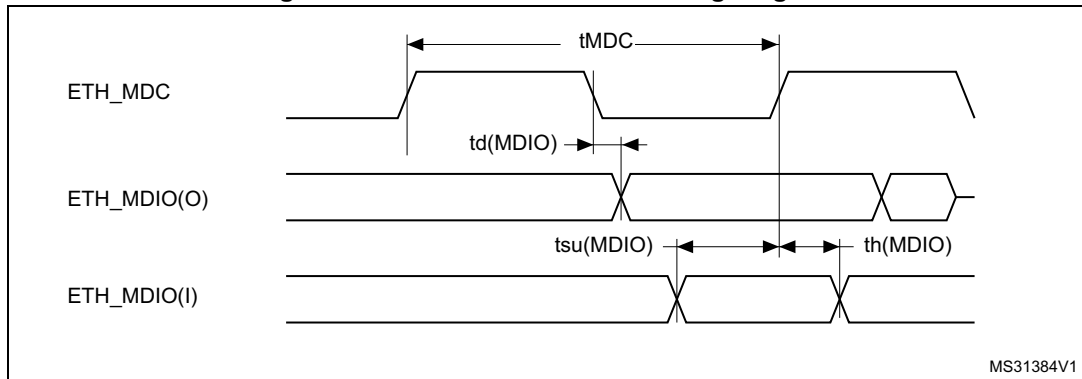 tMDC
ETH_MDC
td(MDIO)
ETH_MDIO(O)
tsu(MDIO) th(MDIO)
ETH_MDIO(I)
MS31384V1